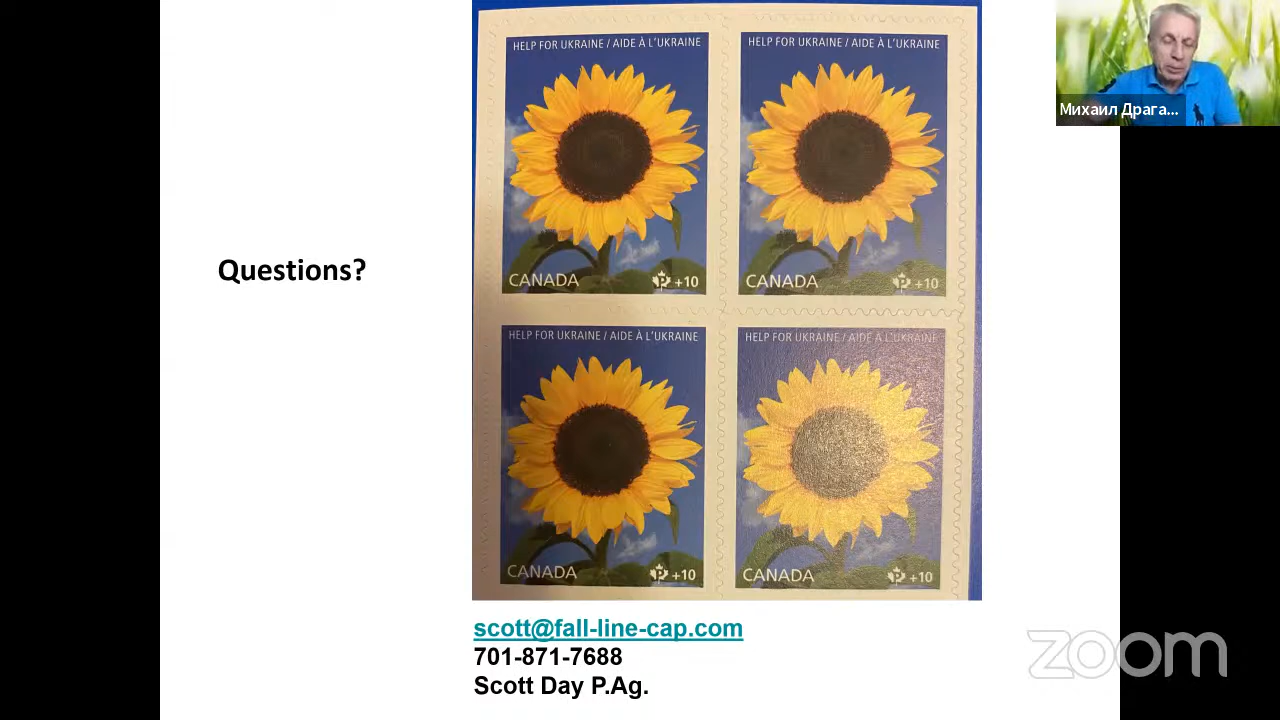 HELP FOR UKRAINE / AIDE À L'UKRAINE
HELP FOR UKRAINE / AIDE À L'UKRAINE
Михаил Драга...
Questions?
CANADA
P +10
CANADA
P +10
HELP FOR UKRAINE / AIDE À L'UKRAINE
HELP FOR UKRAINE / AIDE À L'UKRAINE
CANADA
P +10
CANADA
P +10
scott@fall-line-cap.com
701-871-7688
Scott Day P.Ag.
zoom